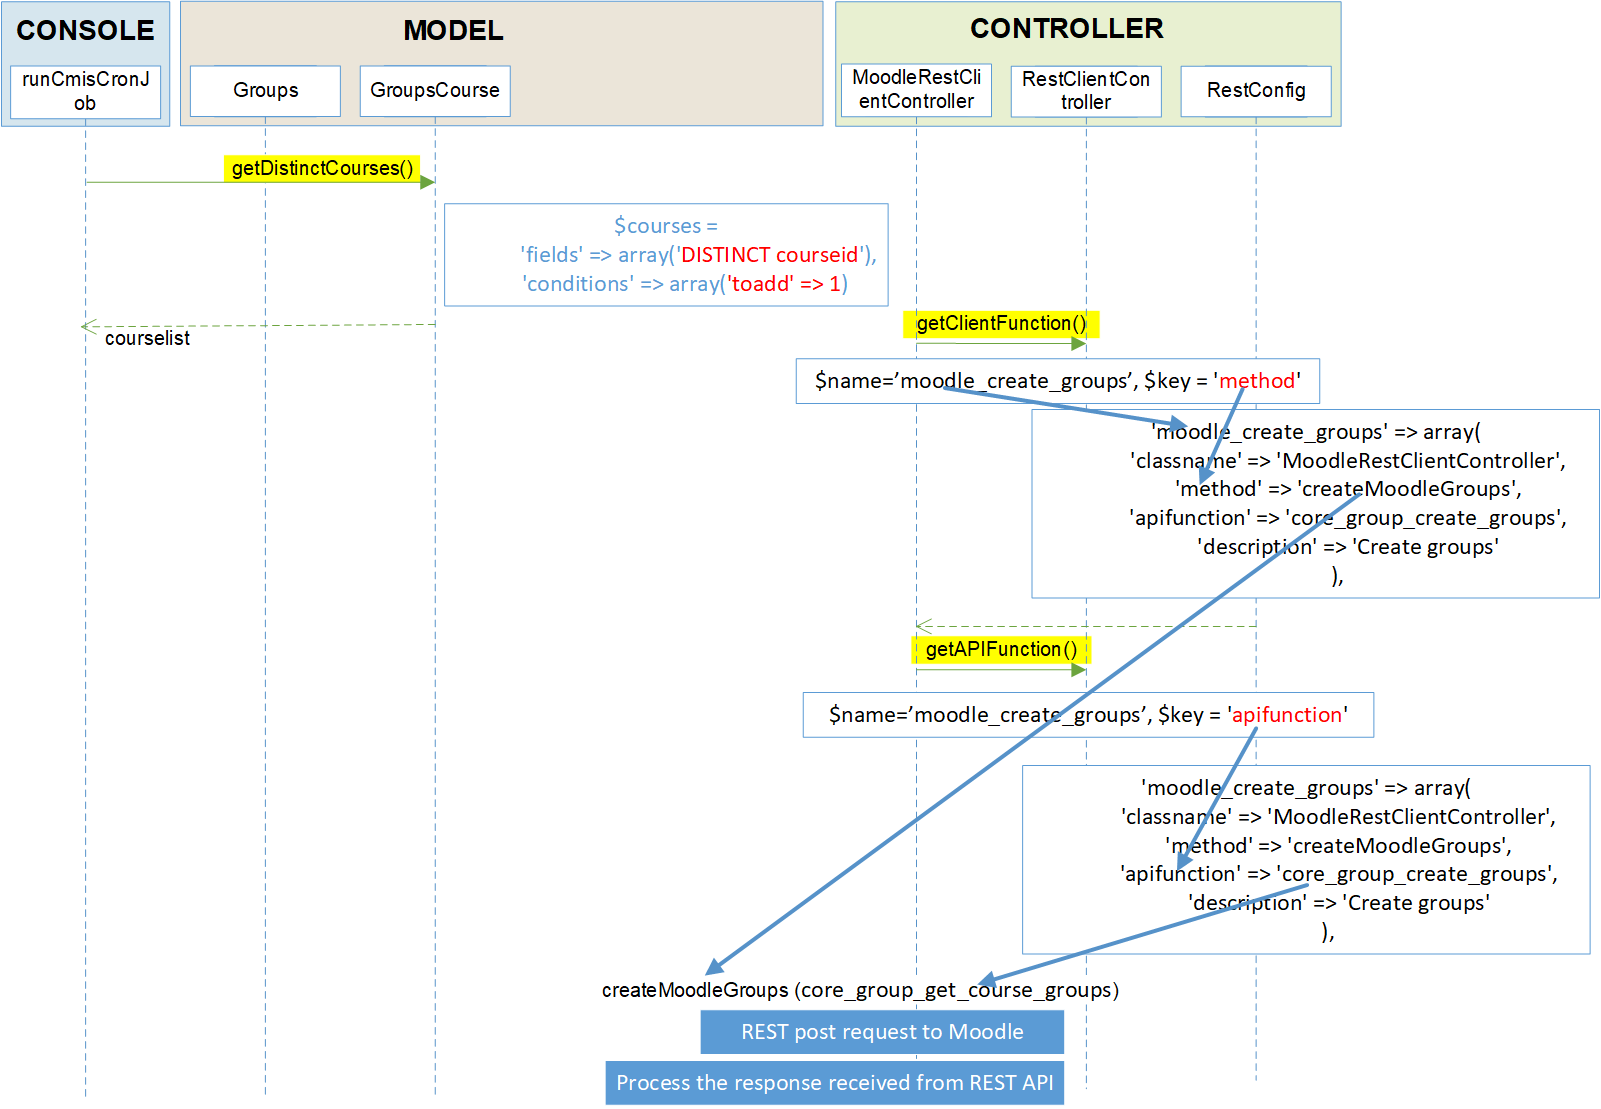 CONSOLE
MODEL
CONTROLLER
runCmisCronJ
ob
Groups
GroupsCourse
MoodleRestCli
entController
RestClientCon
troller
RestConfig
getDistinctCourses()
$courses =
'fields' => array('DISTINCT courseid'),
'conditions' => array('toadd' => 1)
courselist
getClientFunction()
$name=’moodle_create_groups’, $key = 'method'
'moodle_create_groups' => array(
'classname' => 'MoodleRestClientController',
'method' => 'createMoodleGroups',
'apifunction' => 'core_group_create_groups',
'description' => 'Create groups'
),
getAPIFunction()
$name=’moodle_create_groups’, $key = 'apifunction'
'moodle_create_groups' => array(
'classname' => 'MoodleRestClientController',
'method' => 'createMoodleGroups',
'apifunction' => 'core_group_create_groups',
'description' => 'Create groups'
),
createMoodleGroups (core_group_get_course_groups)
REST post request to Moodle
Process the response received from REST API